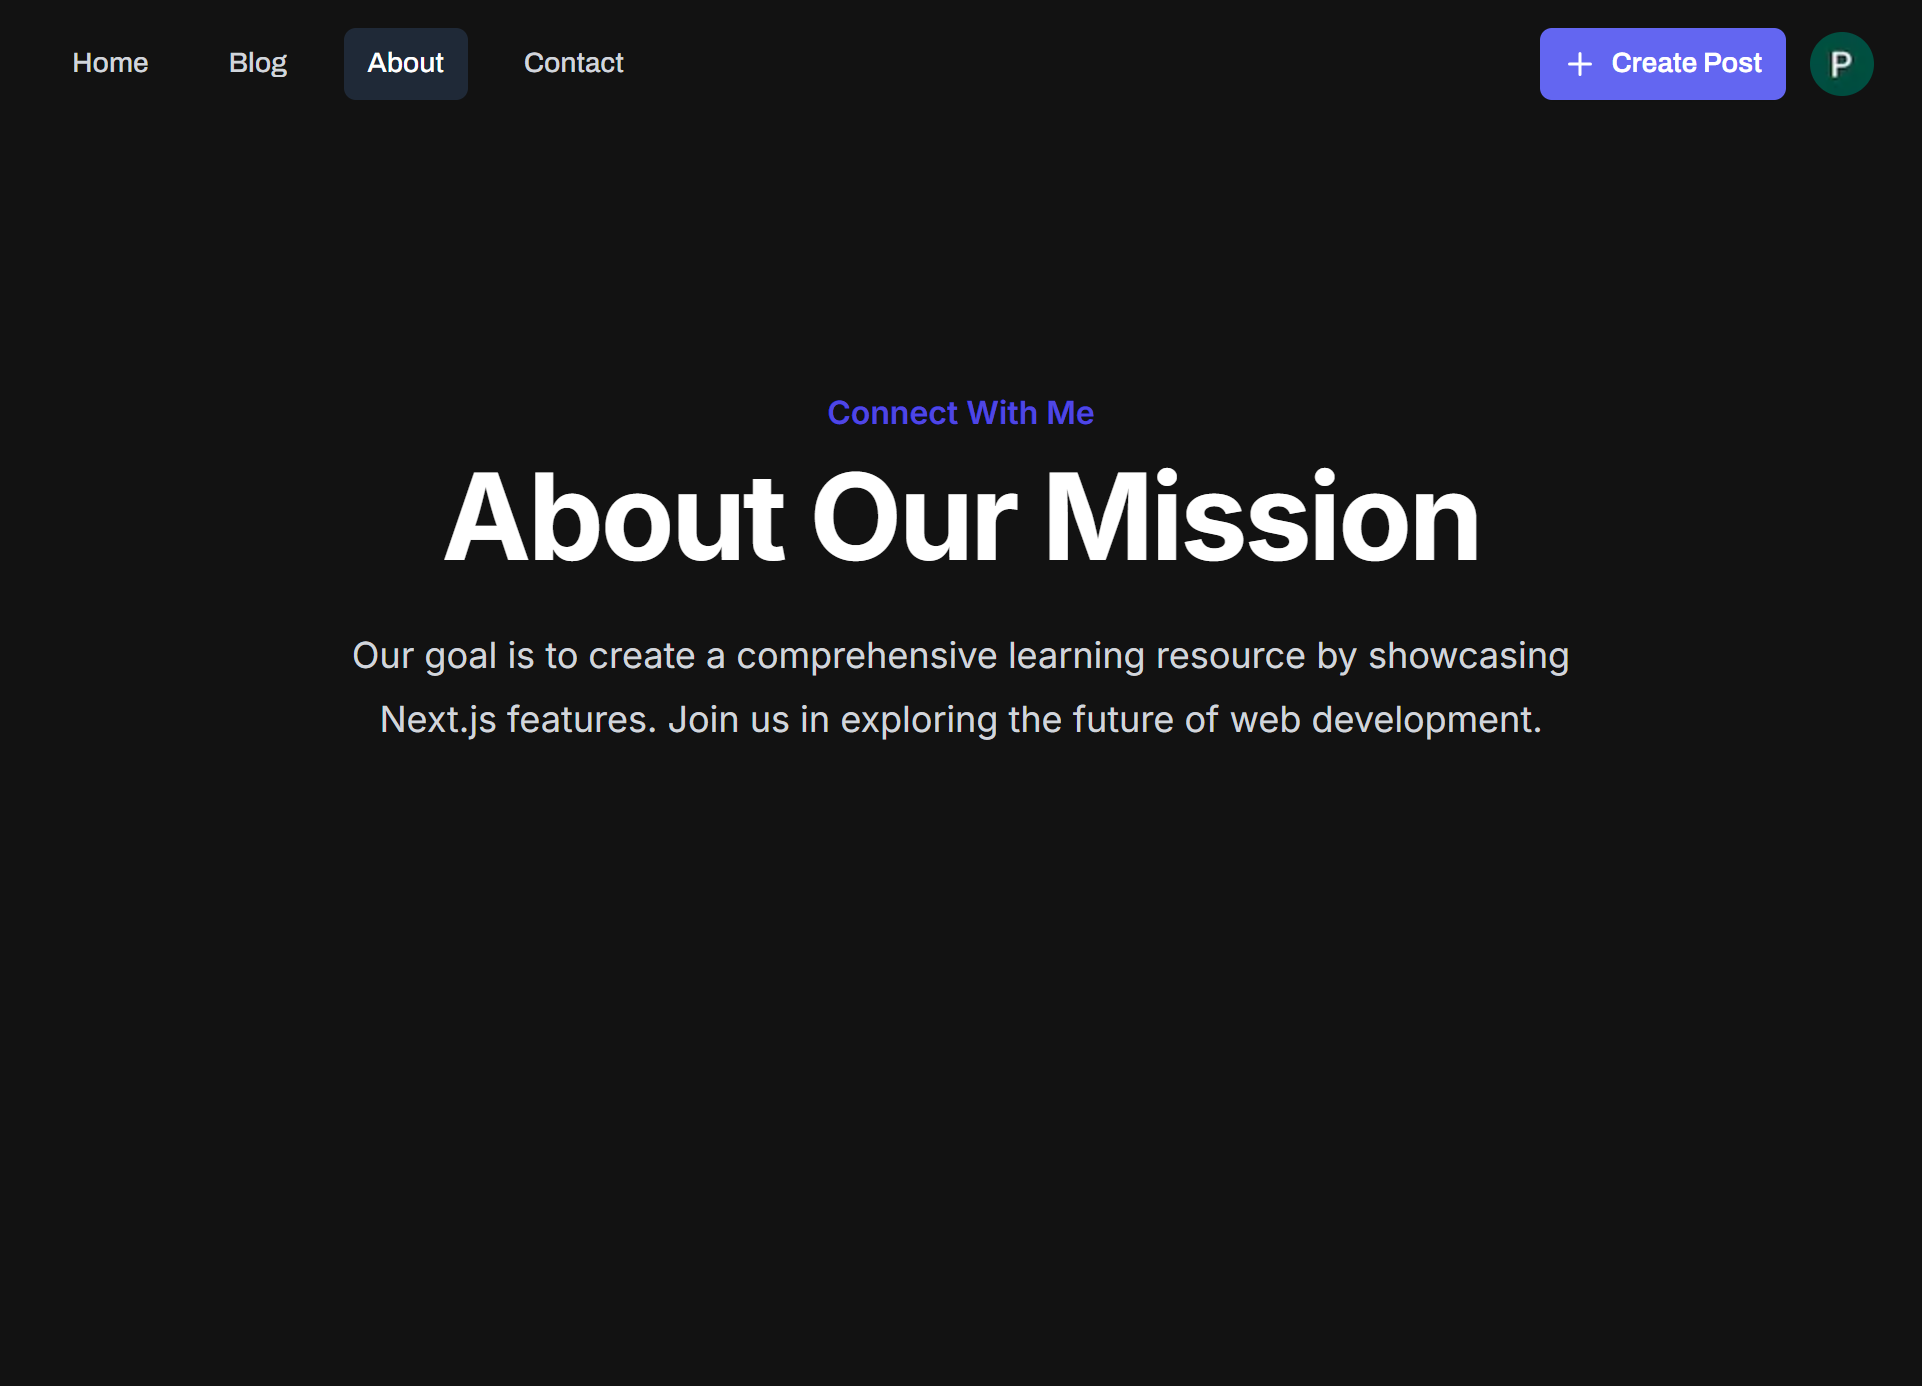 Home
Blog
About
Contact
Create Post
P
Connect With Me
About Our Mission
Our goal is to create a comprehensive learning resource by showcasing
Next.js features. Join us in exploring the future of web development.